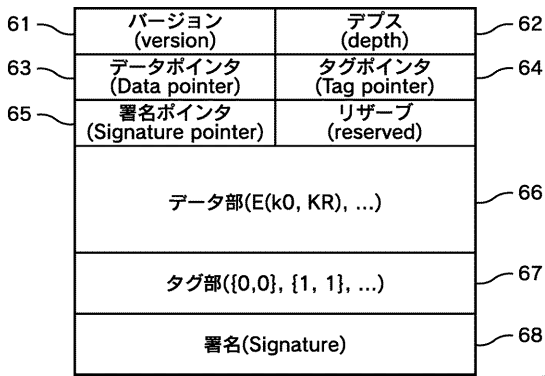 61
バージョン
(version)
デプス
(depth)
62
63
データポインタ
(Data pointer)
タグポインタ
(Tag pointer)
64
65
署名ポインタ
(Signature pointer)
リザーブ
(reserved)
データ部(E(k0, KR), ...)
66
タグ部({0,0}, {1, 1}, ...)
67
署名(Signature)
68